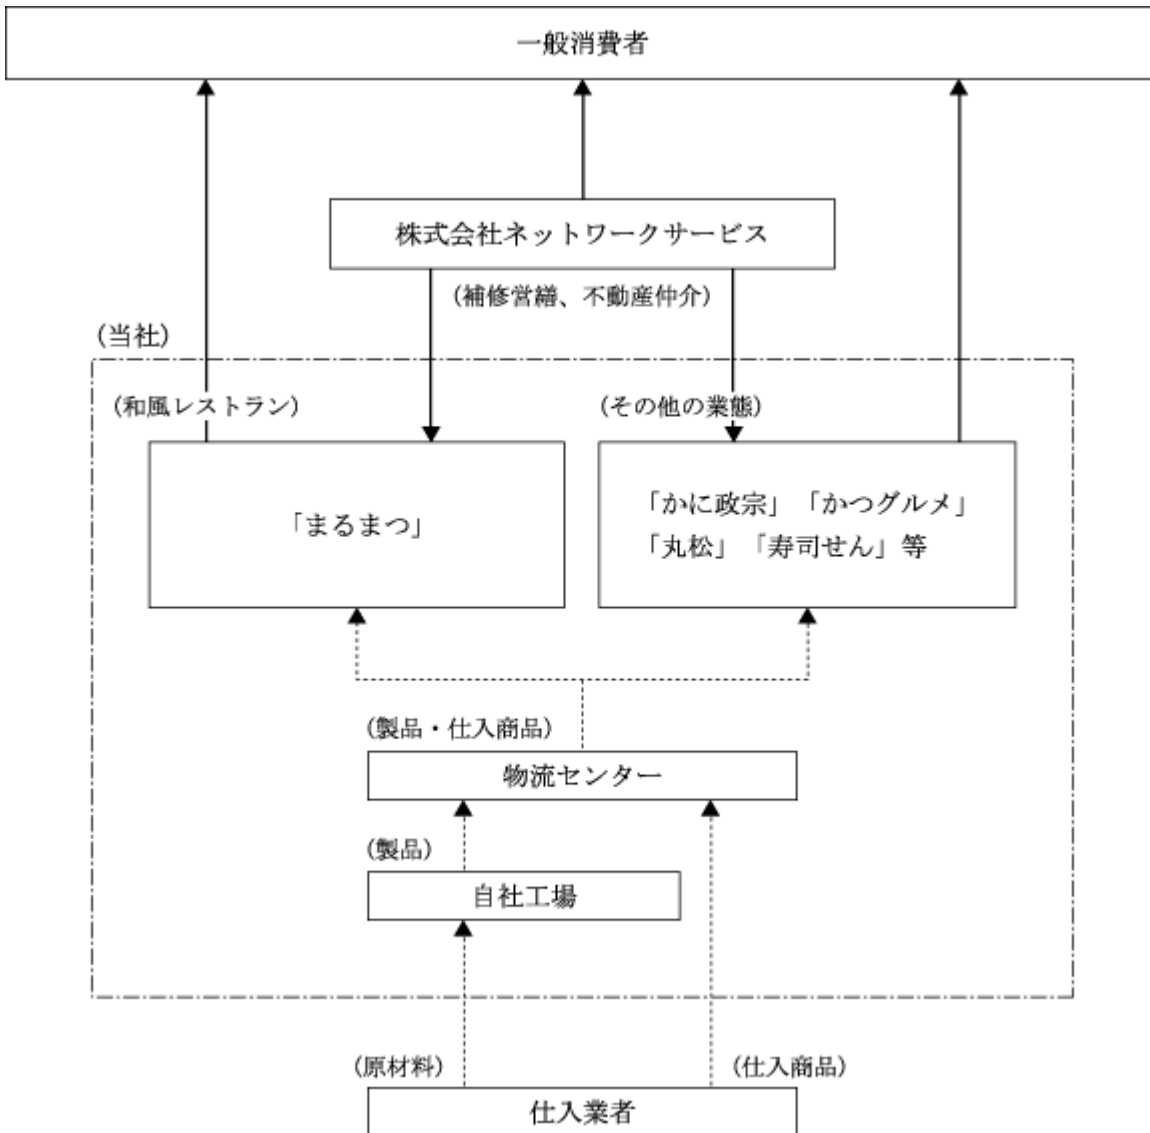 一般消費者
株式会社ネットワークサービス
(補修営繕、不動産仲介)
(当社)
(和風レストラン)
(その他の業態)
「まるまつ」
「かに政宗」「かつグルメ」
「丸松」「寿司せん」等
(製品・仕入商品)
物流センター
(製品)
自社工場
(原材料)
(仕入商品)
仕入業者